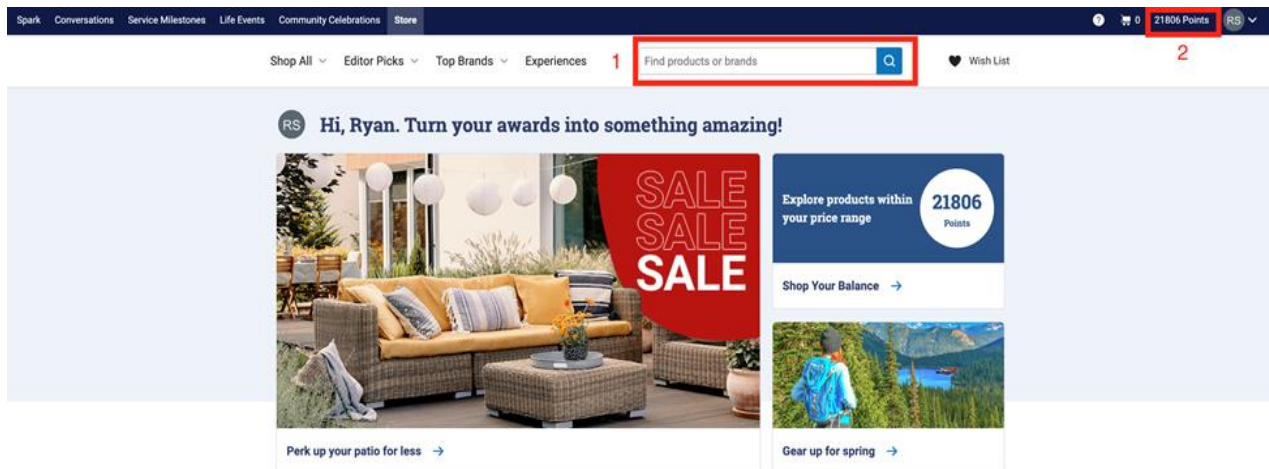 Spark Conversations Service Milestones Life Events Community Celebrations Store ? 0 21806 Points RS
Shop All Editor Picks Top Brands Experiences 1 Find products or brands Wish List 2
RS Hi, Ryan. Turn your awards into something amazing!
SALE
SALE
SALE
Explore products within
your price range
21806
Points
Shop Your Balance →
Perk up your patio for less →
Gear up for spring →